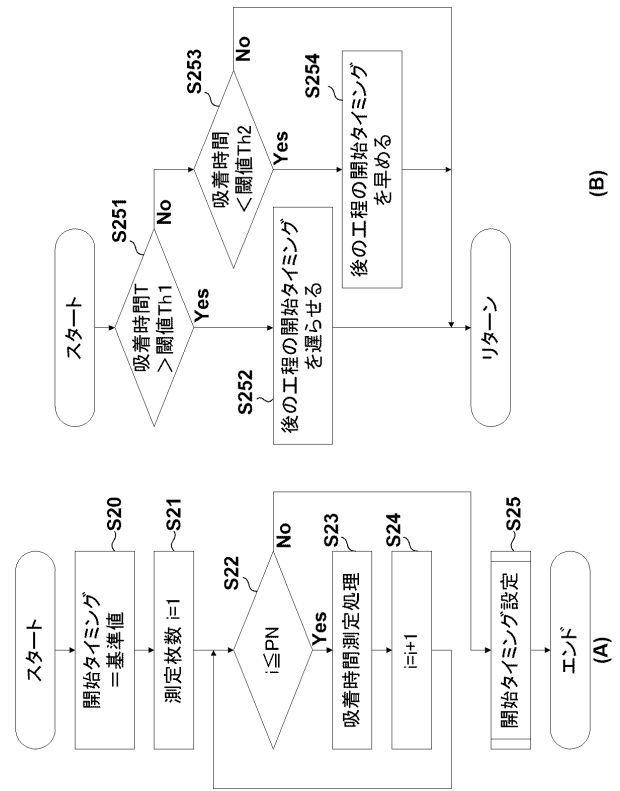 スタート
S20
開始タイミング
＝基準値
S21
測定枚数 i=1
S22
i≦PN
No
Yes
S23
吸着時間測定処理
S24
i=i+1
S25
開始タイミング設定
エンド
(A)
スタート
S251
吸着時間T
＞閾値Th1
No
Yes
S252
後の工程の開始タイミング
を遅らせる
S253
吸着時間
＜閾値Th2
No
Yes
S254
後の工程の開始タイミング
を早める
リターン
(B)